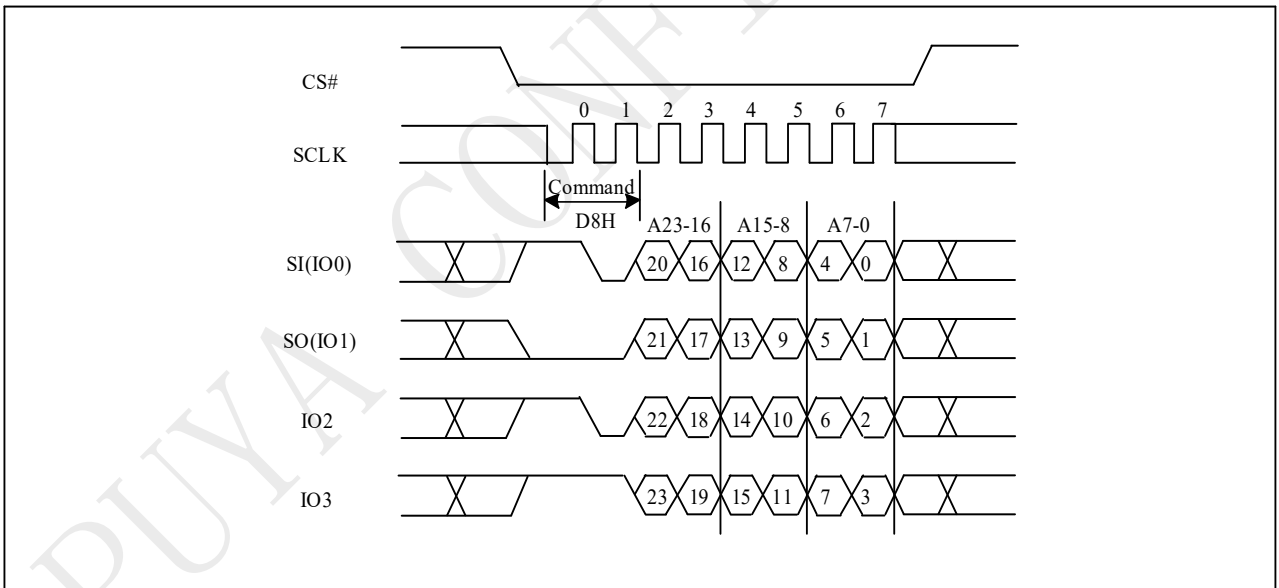 CS#
0 1 2 3 4 5 6 7
SCLK
Command
D8H A23-16 A15-8 A7-0
SI(IO0) 20 16 12 8 4 0
SO(IO1) 21 17 13 9 5 1
IO2 22 18 14 10 6 2
IO3 23 19 15 11 7 3
PUYA CONF